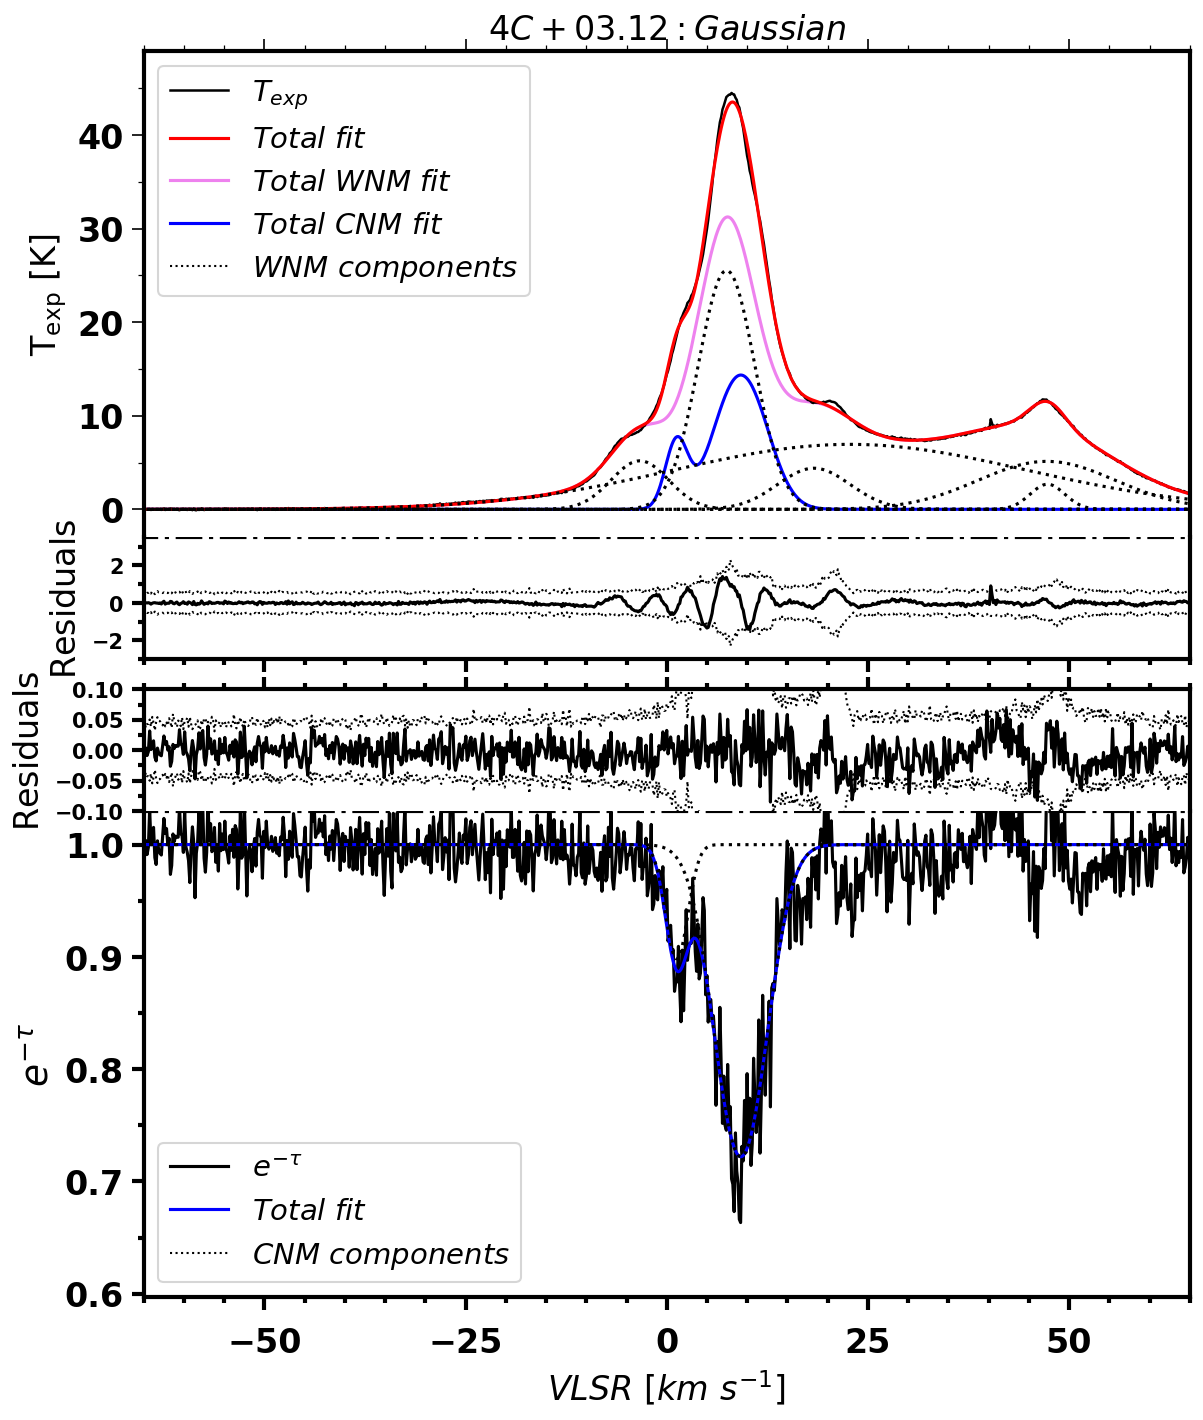 4C + 03.12 : Gaussian
T_exp
Total fit
Total WNM fit
Total CNM fit
WNM components
T_exp [K]
40
30
20
10
0
Residuals
2
0
−2
Residuals
0.10
0.05
0.00
−0.05
−0.10
e^−τ
1.0
0.9
0.8
0.7
0.6
e^−τ
Total fit
CNM components
−50 −25 0 25 50
VLSR [km s^−1]